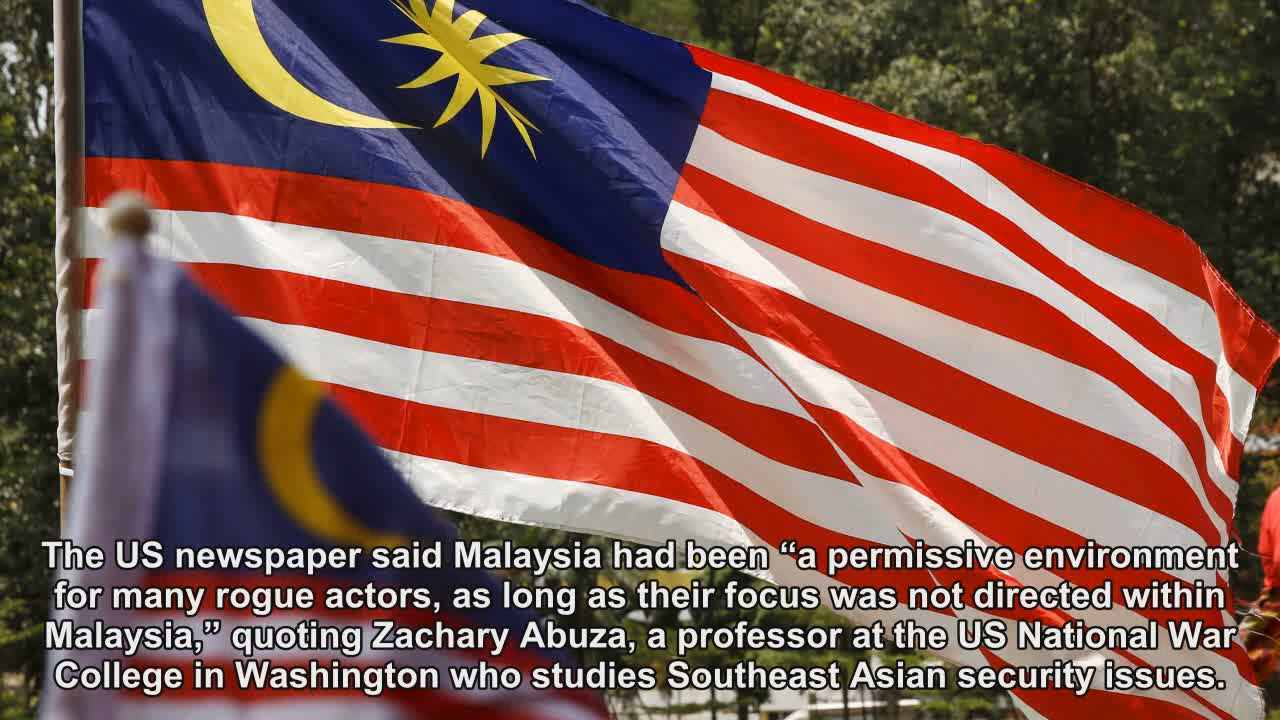 The US newspaper said Malaysia had been “a permissive environment
for many rogue actors, as long as their focus was not directed within
Malaysia,” quoting Zachary Abuza, a professor at the US National War
College in Washington who studies Southeast Asian security issues.